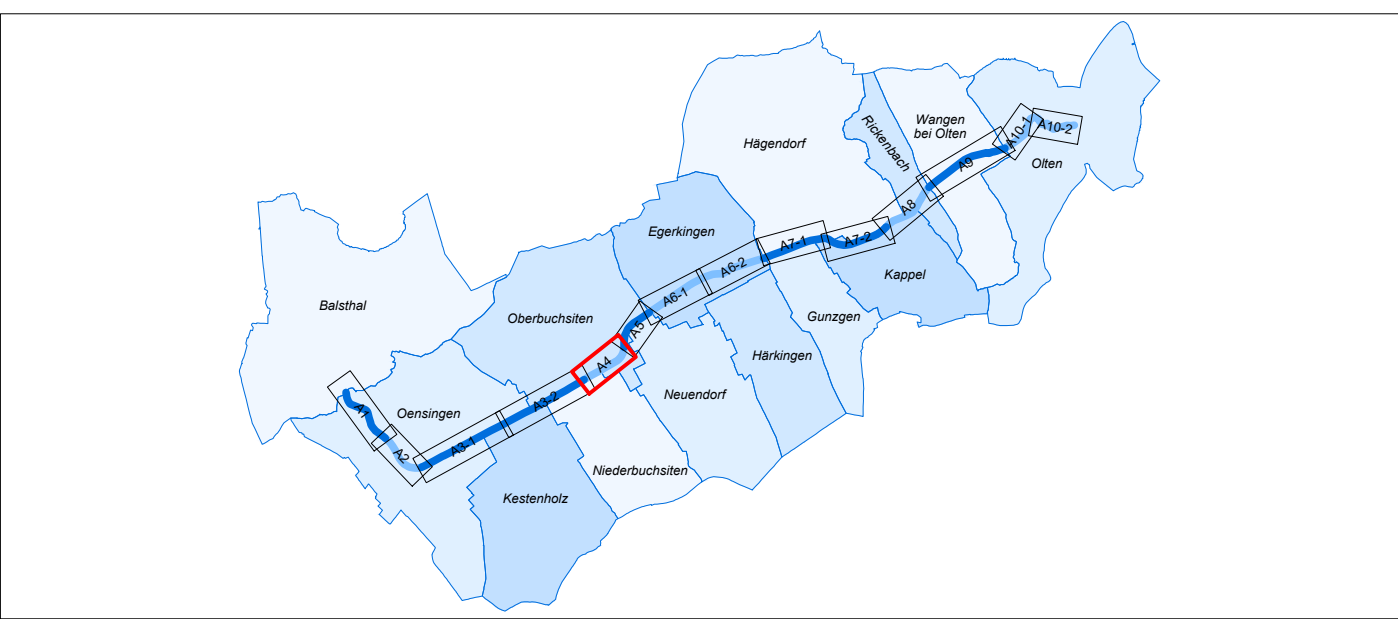 Hägendorf
Rickenbach
Wangen
bei Olten
A10-1
A10-2
Olten
A9
A8
Egerkingen
A7-1
A7-2
A6-2
A6-1
Kappel
Balsthal
Oberbuchsiten
Gunzgen
A5
Härkingen
A4
Neuendorf
A3-2
Oensingen
A1
A3-1
A2
Niederbuchsiten
Kestenholz